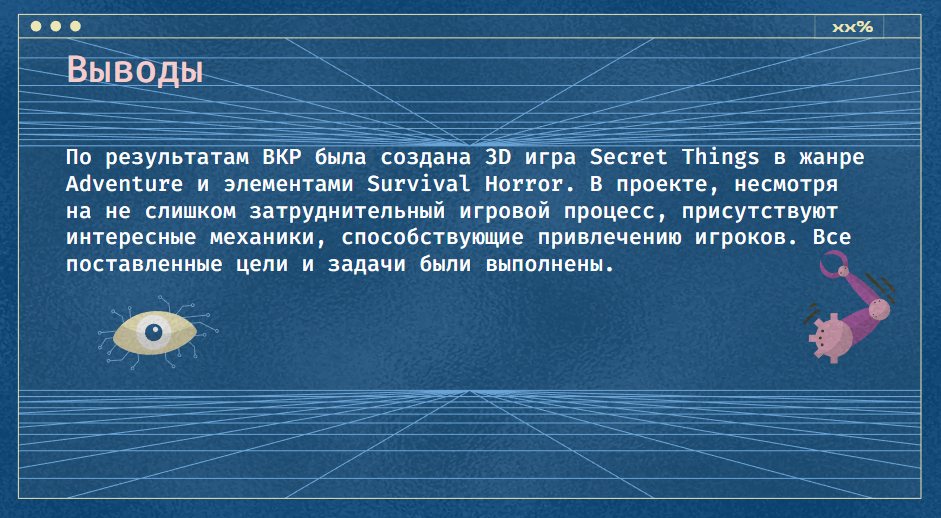 xx%
Выводы
По результатам ВКР была создана 3D игра Secret Things в жанре
Adventure и элементами Survival Horror. В проекте, несмотря
на не слишком затруднительный игровой процесс, присутствуют
интересные механики, способствующие привлечению игроков. Все
поставленные цели и задачи были выполнены.